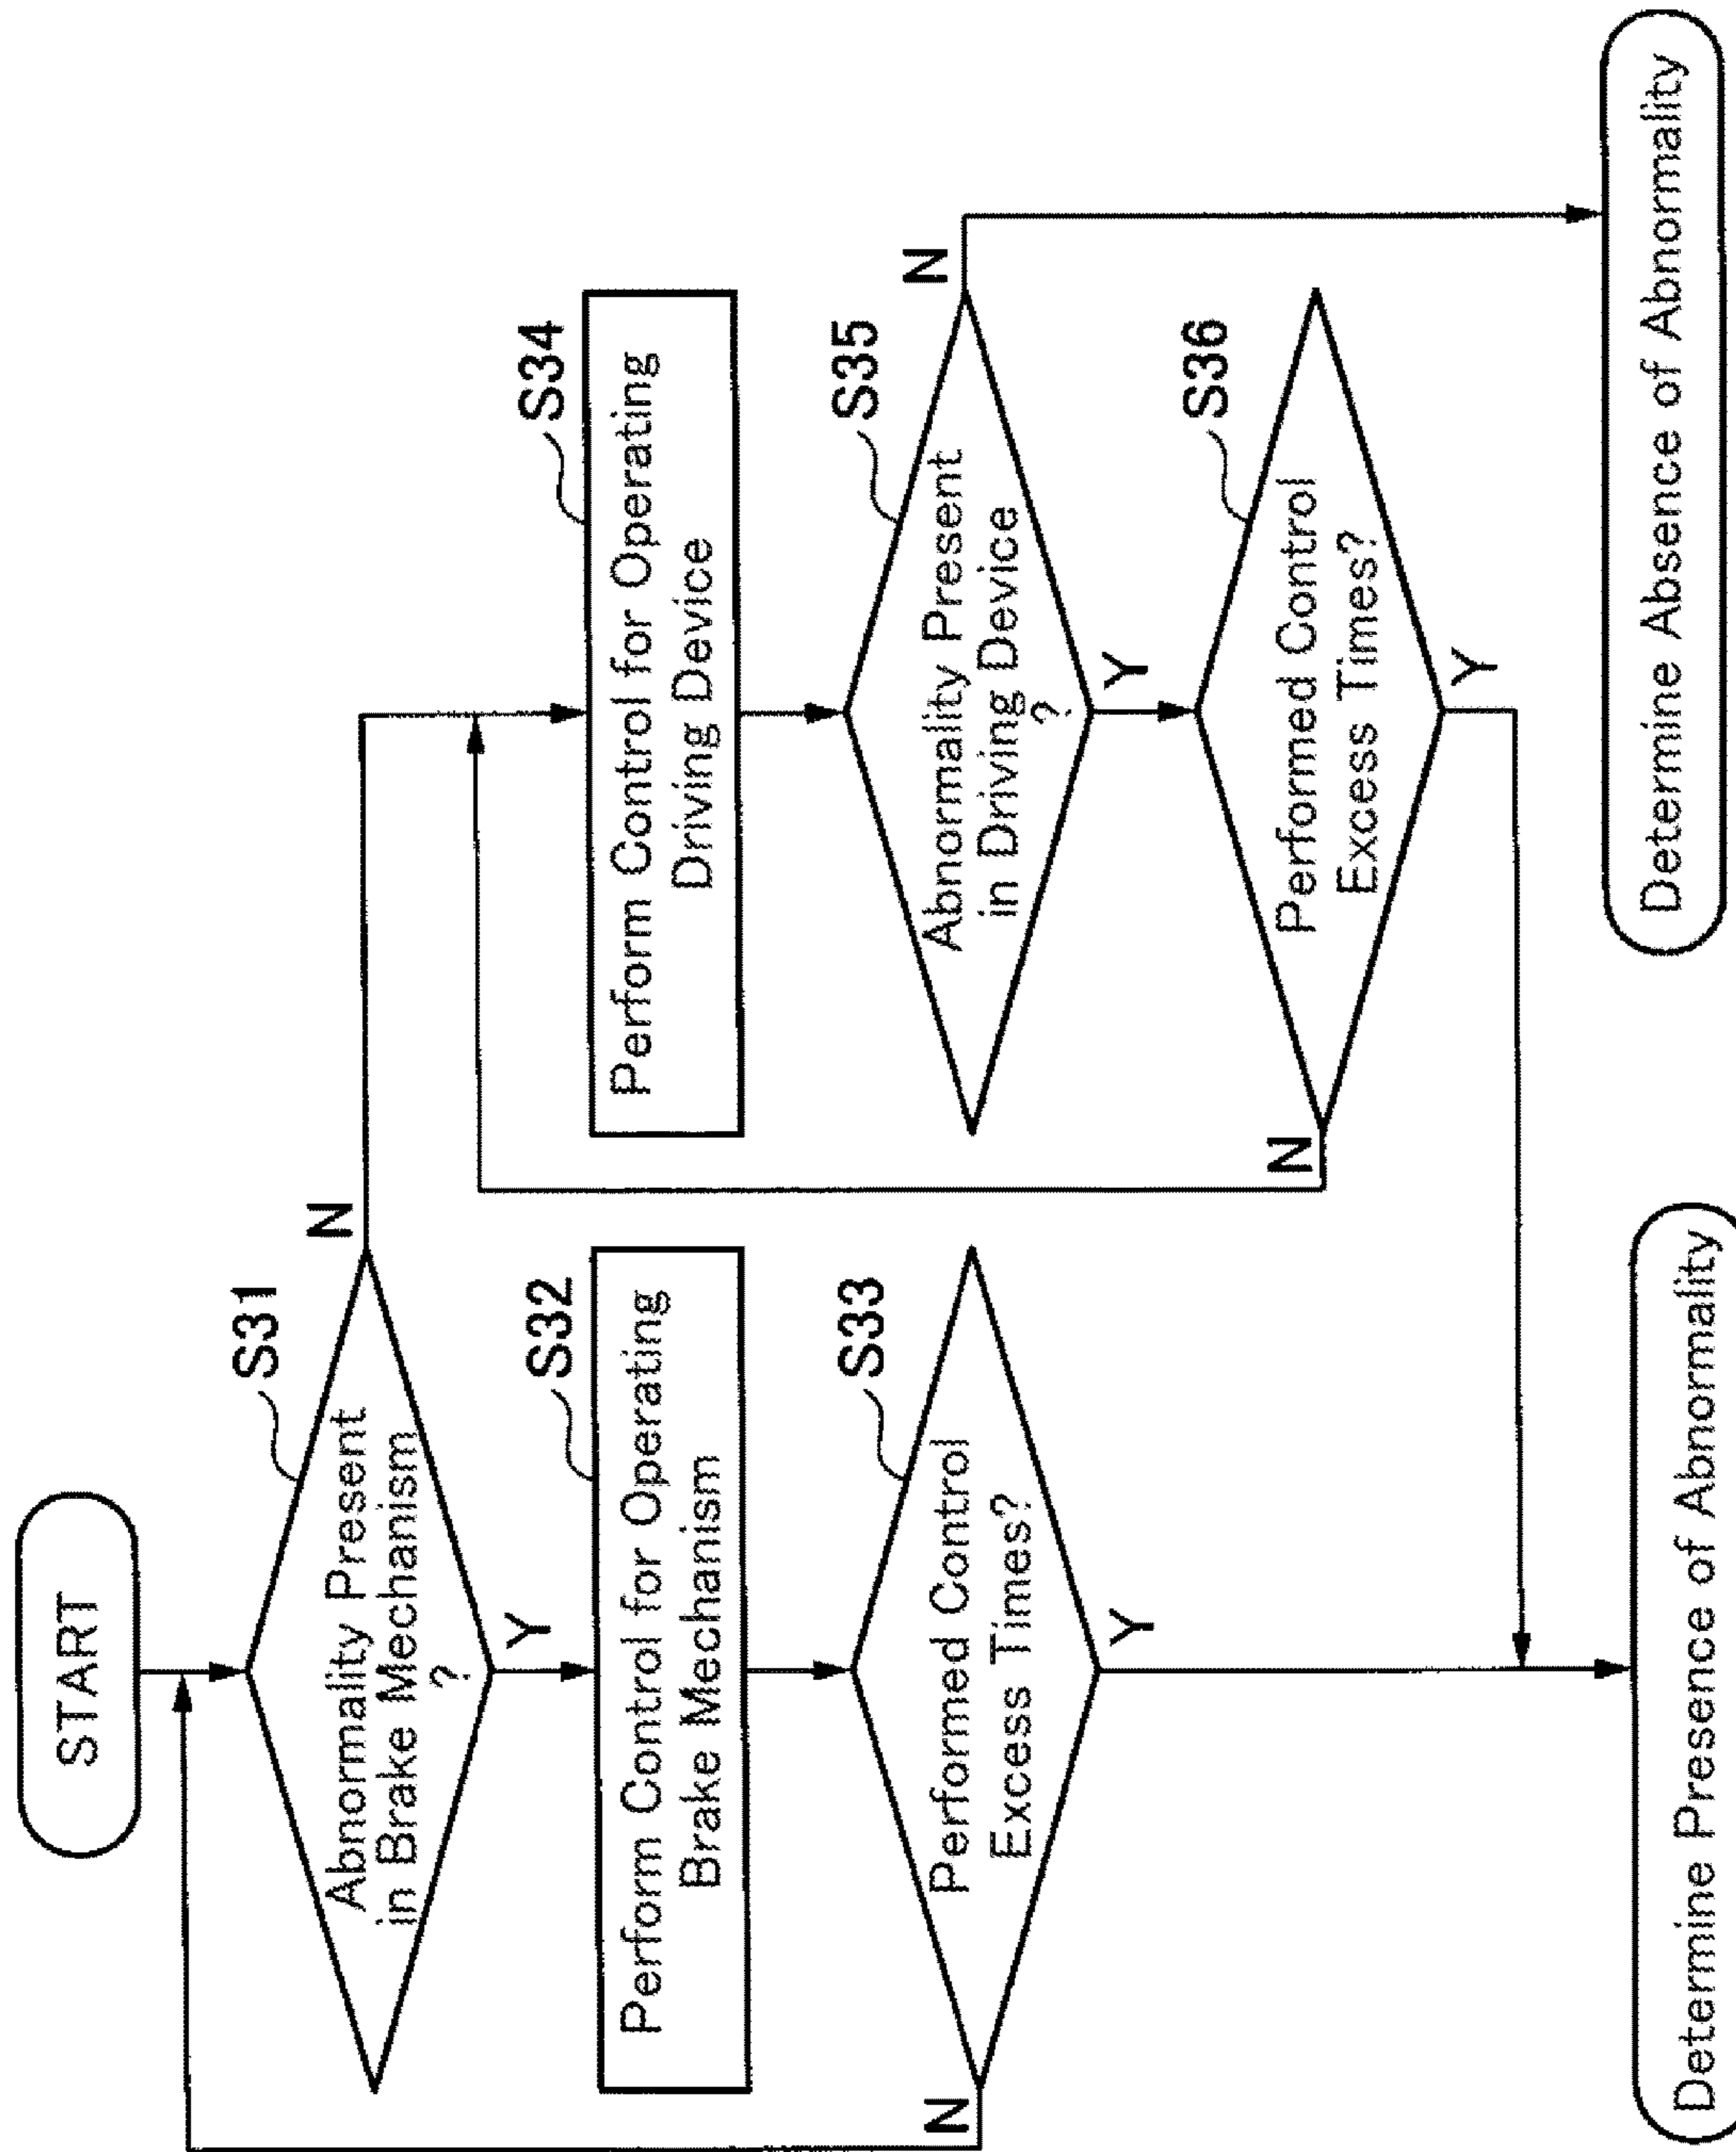 START
S31
Abnormality Present
in Brake Mechanism
?
N
Y
S32
Perform Control for Operating
Brake Mechanism
S33
Performed Control
Excess Times?
N
Y
S34
Perform Control for Operating
Driving Device
S35
Abnormality Present
in Driving Device
?
N
Y
S36
Performed Control
Excess Times?
N
Y
Determine Presence of Abnormality
Determine Absence of Abnormality